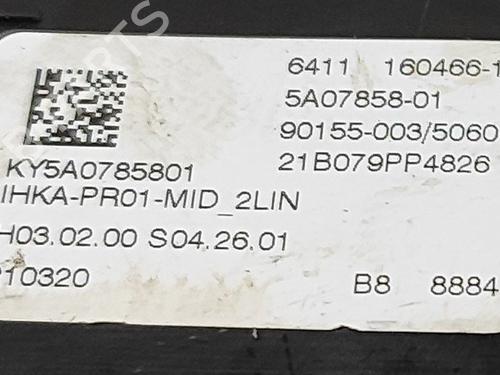 6411 160466-1
5A07858-01
90155-003/5060
KY5A0785801 21B079PP4826
IHKA-PR01-MID_2LIN
H03.02.00 S04.26.01
210320 B8 8884